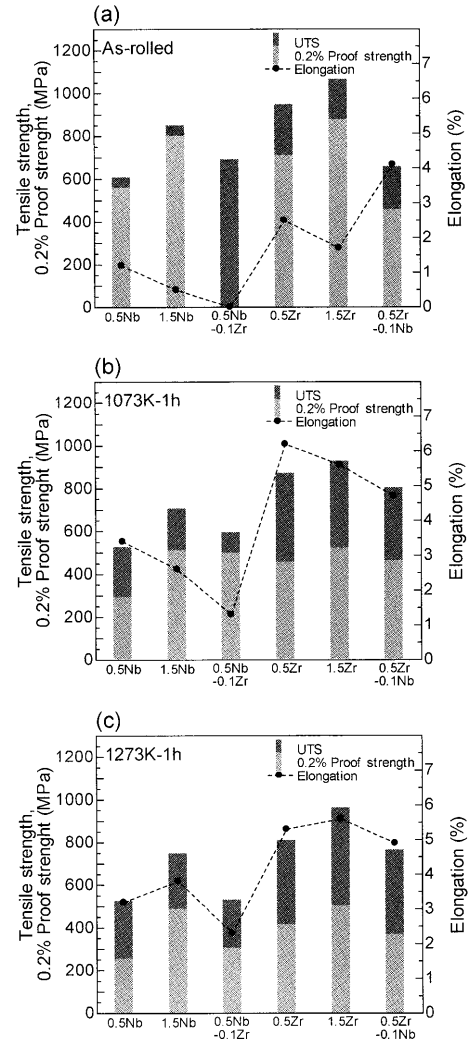 (a)
As-rolled
UTS
0.2% Proof strength
Elongation
Tensile strength,
0.2% Proof strenght (MPa)
1200
1000
800
600
400
200
0
7
6
5
4
3
2
1
0
Elongation (%)
0.5Nb 1.5Nb 0.5Nb 0.5Zr 1.5Zr 0.5Zr
-0.1Zr -0.1Nb
(b)
1073K-1h
UTS
0.2% Proof strength
Elongation
Tensile strength,
0.2% Proof strenght (MPa)
1200
1000
800
600
400
200
0
7
6
5
4
3
2
1
0
Elongation (%)
0.5Nb 1.5Nb 0.5Nb 0.5Zr 1.5Zr 0.5Zr
-0.1Zr -0.1Nb
(c)
1273K-1h
UTS
0.2% Proof strength
Elongation
Tensile strength,
0.2% Proof strenght (MPa)
1200
1000
800
600
400
200
0
7
6
5
4
3
2
1
0
Elongation (%)
0.5Nb 1.5Nb 0.5Nb 0.5Zr 1.5Zr 0.5Zr
-0.1Zr -0.1Nb